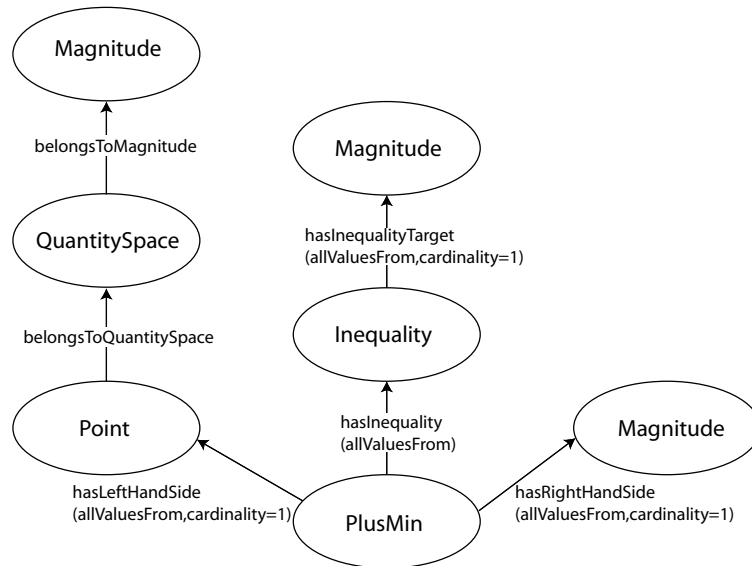 Magnitude
belongsToMagnitude
Magnitude
QuantitySpace
hasInequalityTarget
(allValuesFrom,cardinality=1)
belongsToQuantitySpace
Inequality
Point
hasInequality
(allValuesFrom)
Magnitude
hasLeftHandSide
(allValuesFrom,cardinality=1)
PlusMin
hasRightHandSide
(allValuesFrom,cardinality=1)